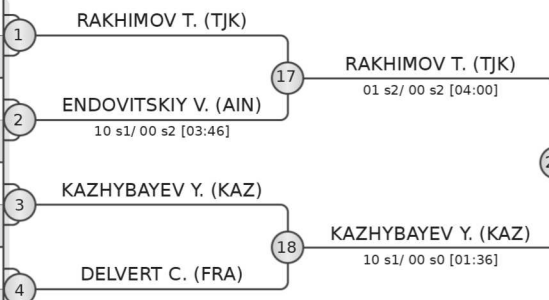 RAKHIMOV T. (TJK)
1
17
RAKHIMOV T. (TJK)
01 s2/ 00 s2 [04:00]
ENDOVITSKIY V. (AIN)
2
10 s1/ 00 s2 [03:46]
KAZHYBAYEV Y. (KAZ)
3
18
KAZHYBAYEV Y. (KAZ)
10 s1/ 00 s0 [01:36]
DELVERT C. (FRA)
4